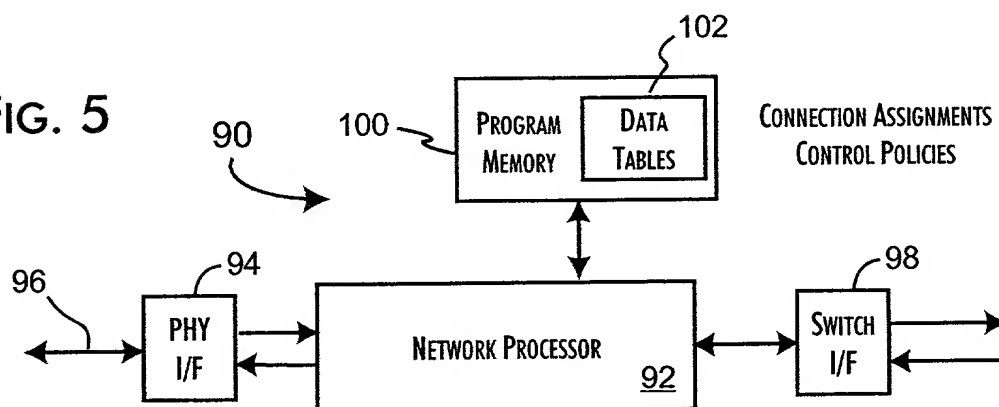 FIG. 5
102
100
PROGRAM MEMORY
DATA TABLES
CONNECTION ASSIGNMENTS
CONTROL POLICIES
90
96
94
98
PHY I/F
NETWORK PROCESSOR
92
SWITCH I/F